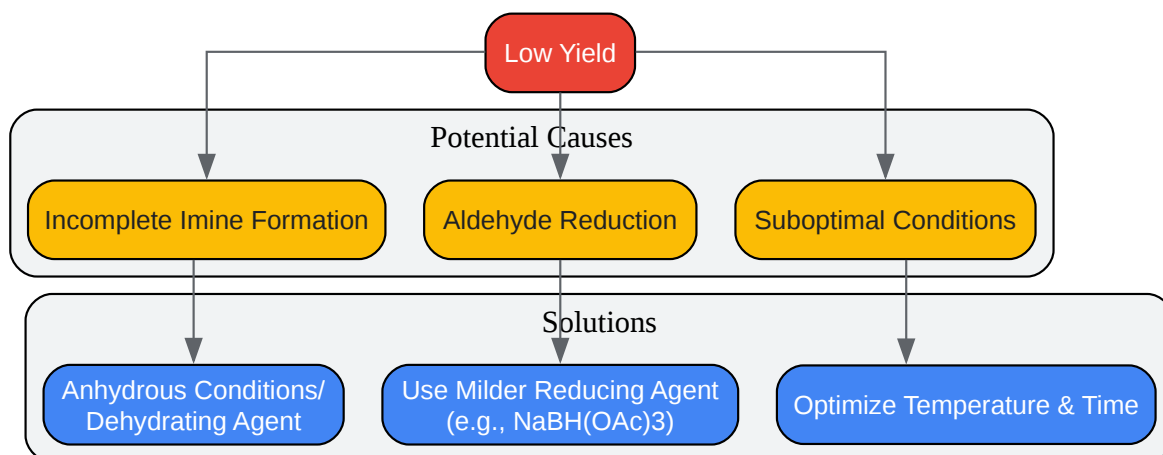 Low Yield
Potential Causes
Incomplete Imine Formation
Aldehyde Reduction
Suboptimal Conditions
Solutions
Anhydrous Conditions/
Dehydrating Agent
Use Milder Reducing Agent
(e.g., NaBH(OAc)3)
Optimize Temperature & Time